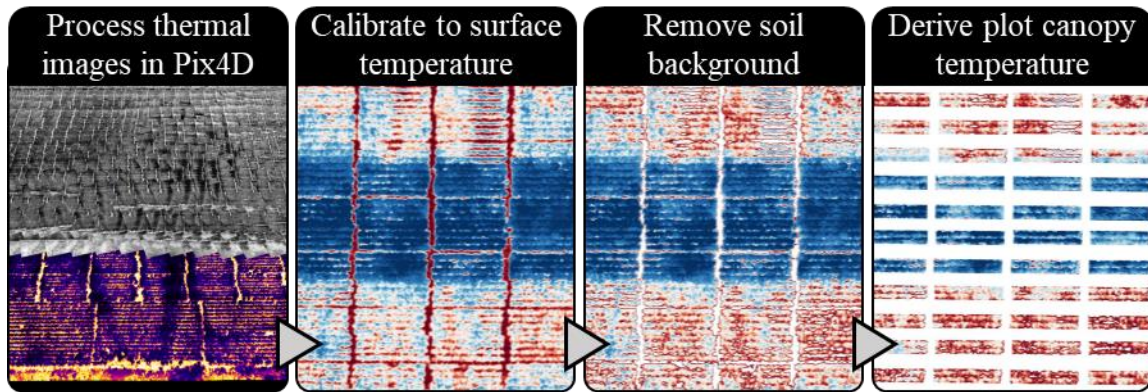 Process thermal
images in Pix4D
Calibrate to surface
temperature
Remove soil
background
Derive plot canopy
temperature